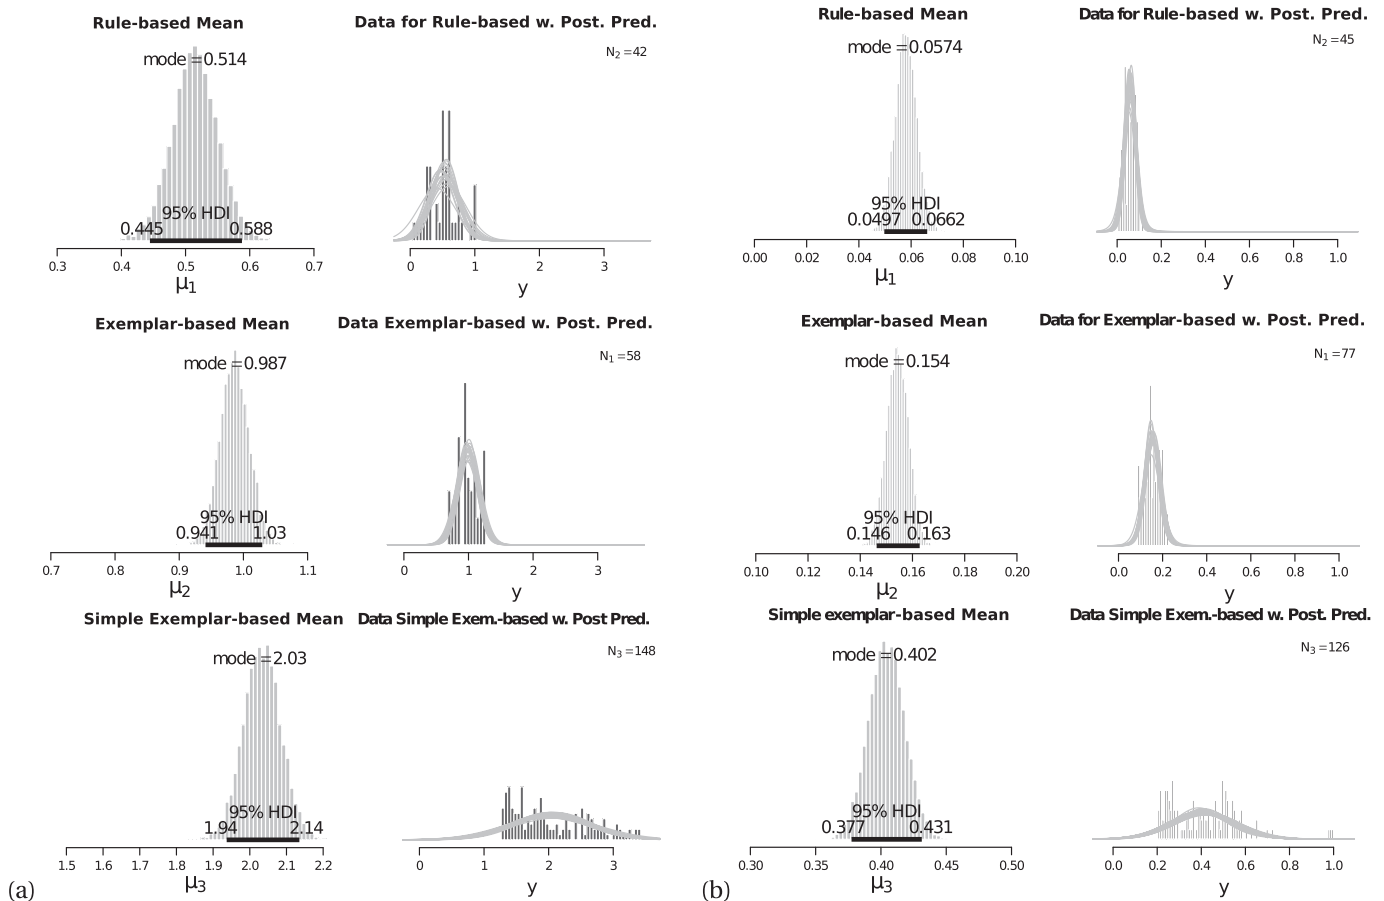 Rule-based Mean
mode = 0.514
95% HDI
0.445 0.588
0.3 0.4 0.5 0.6 0.7
μ1
Data for Rule-based w. Post. Pred.
N2 = 42
0 1 2 3
y
Exemplar-based Mean
mode = 0.987
95% HDI
0.941 1.03
0.7 0.8 0.9 1.0 1.1
μ2
Data Exemplar-based w. Post. Pred.
N1 = 58
0 1 2 3
y
Simple Exemplar-based Mean
mode = 2.03
95% HDI
1.94 2.14
1.5 1.6 1.7 1.8 1.9 2.0 2.1 2.2
μ3
Data Simple Exem.-based w. Post Pred.
N3 = 148
0 1 2 3
y
(a)
Rule-based Mean
mode = 0.0574
95% HDI
0.0497 0.0662
0.00 0.02 0.04 0.06 0.08 0.10
μ1
Data for Rule-based w. Post. Pred.
N2 = 45
0.0 0.2 0.4 0.6 0.8 1.0
y
Exemplar-based Mean
mode = 0.154
95% HDI
0.146 0.163
0.10 0.12 0.14 0.16 0.18 0.20
μ2
Data for Exemplar-based w. Post. Pred.
N1 = 77
0.0 0.2 0.4 0.6 0.8 1.0
y
Simple exemplar-based Mean
mode = 0.402
95% HDI
0.377 0.431
0.30 0.35 0.40 0.45 0.50
μ3
Data Simple Exem.-based w. Post. Pred.
N3 = 126
0.0 0.2 0.4 0.6 0.8 1.0
y
(b)